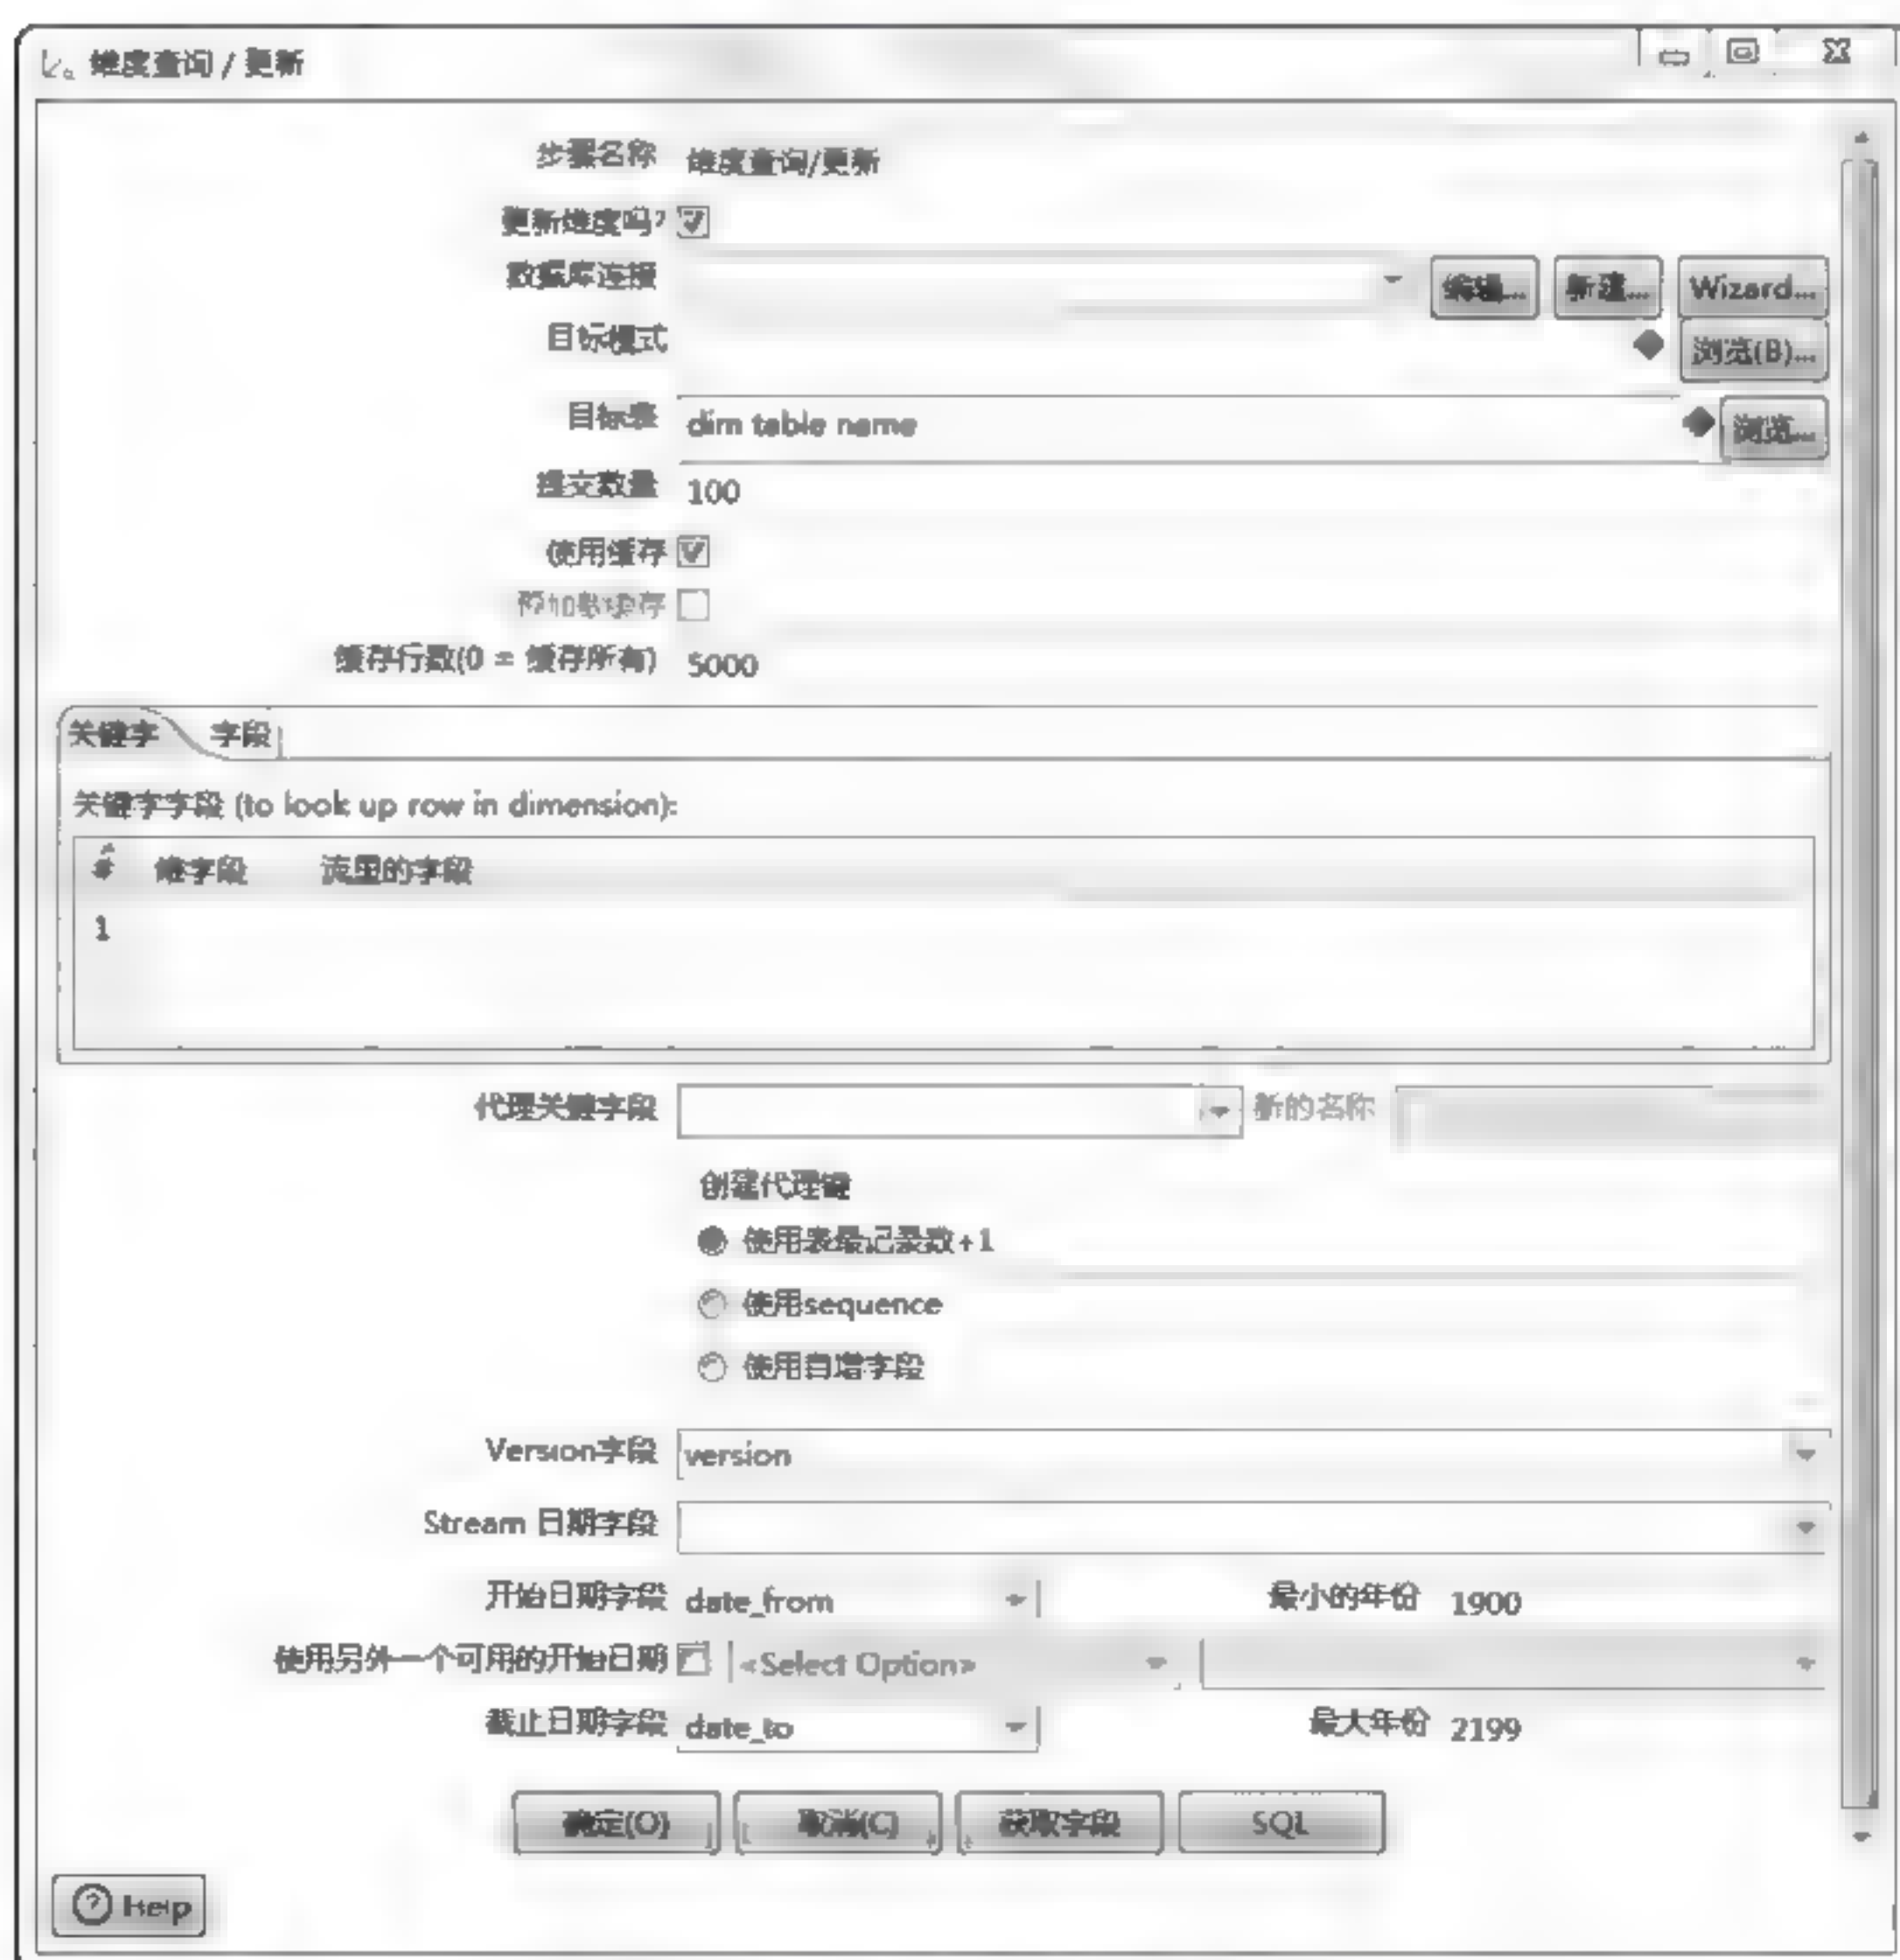 维度查询 / 更新
步骤名称 维度查询/更新
更新维度吗?
数据库连接 编辑... 新建... Wizard...
目标模式 浏览(B)...
目标表 dim table name 浏览...
提交数量 100
使用缓存
预加载缓存
缓存行数(0 = 缓存所有) 5000
关键字 字段
关键字字段 (to look up row in dimension):
# 维字段 流里的字段
1
代理关键字段 新的名称
创建代理键
使用表最记录数+1
使用sequence
使用自增字段
Version字段 version
Stream 日期字段
开始日期字段 date_from 最小的年份 1900
使用另外一个可用的开始日期 <Select Option>
截止日期字段 date_to 最大年份 2199
确定(O) 取消(C) 获取字段 SQL
Help